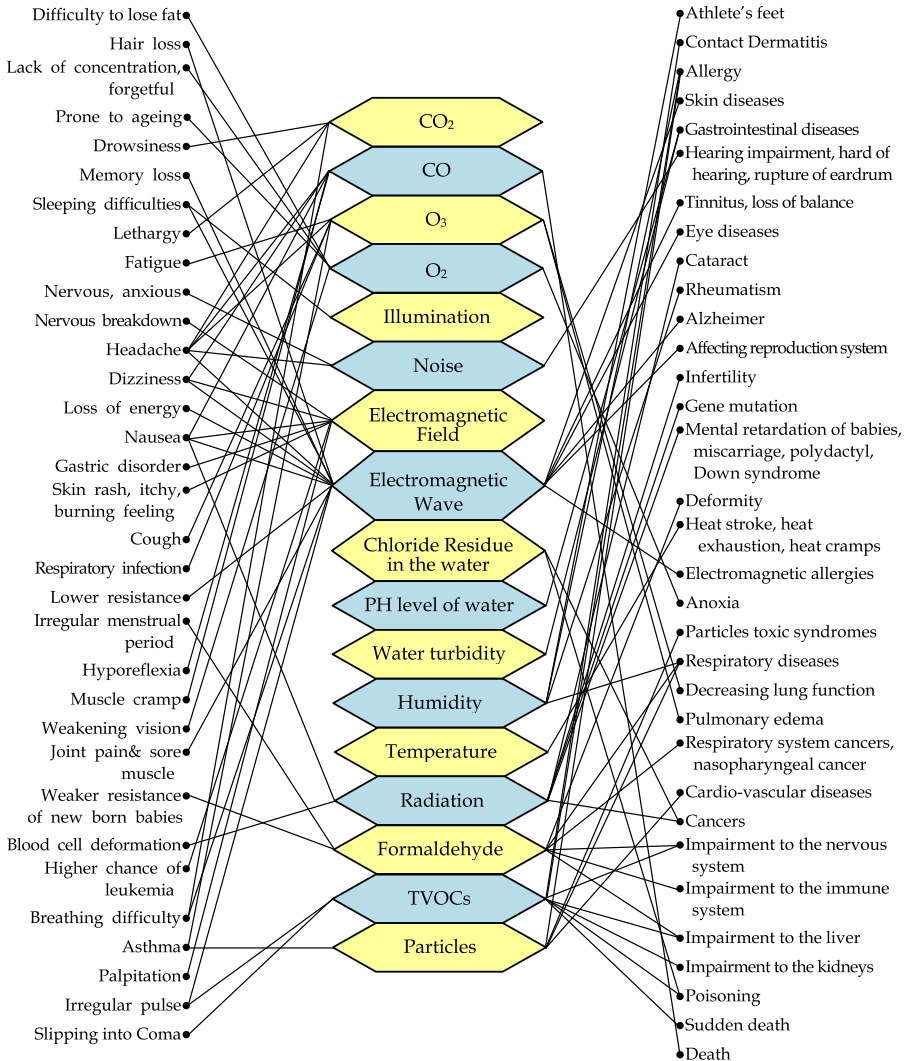 Difficulty to lose fat
Hair loss
Lack of concentration,
forgetful
Prone to ageing
Drowsiness
Memory loss
Sleeping difficulties
Lethargy
Fatigue
Nervous, anxious
Nervous breakdown
Headache
Dizziness
Loss of energy
Nausea
Gastric disorder
Skin rash, itchy,
burning feeling
Cough
Respiratory infection
Lower resistance
Irregular menstrual
period
Hyporeflexia
Muscle cramp
Weakening vision
Joint pain& sore
muscle
Weaker resistance
of new born babies
Blood cell deformation
Higher chance of
leukemia
Breathing difficulty
Asthma
Palpitation
Irregular pulse
Slipping into Coma
CO₂
CO
O₃
O₂
Illumination
Noise
Electromagnetic
Field
Electromagnetic
Wave
Chloride Residue
in the water
PH level of water
Water turbidity
Humidity
Temperature
Radiation
Formaldehyde
TVOCs
Particles
Athlete’s feet
Contact Dermatitis
Allergy
Skin diseases
Gastrointestinal diseases
Hearing impairment, hard of
hearing, rupture of eardrum
Tinnitus, loss of balance
Eye diseases
Cataract
Rheumatism
Alzheimer
Affecting reproduction system
Infertility
Gene mutation
Mental retardation of babies,
miscarriage, polydactyl,
Down syndrome
Deformity
Heat stroke, heat
exhaustion, heat cramps
Electromagnetic allergies
Anoxia
Particles toxic syndromes
Respiratory diseases
Decreasing lung function
Pulmonary edema
Respiratory system cancers,
nasopharyngeal cancer
Cardio-vascular diseases
Cancers
Impairment to the nervous
system
Impairment to the immune
system
Impairment to the liver
Impairment to the kidneys
Poisoning
Sudden death
Death